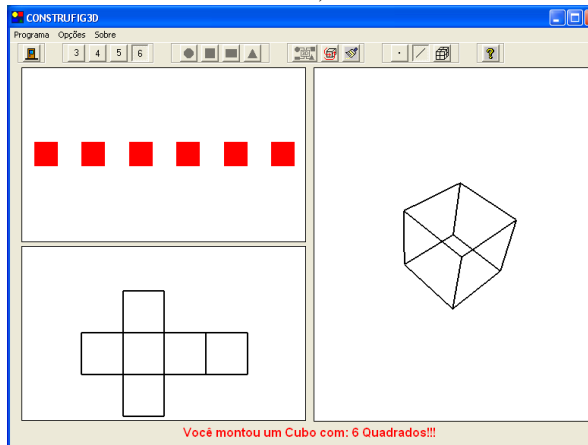 CONSTRUFIG3D
Programa Opções Sobre
3 4 5 6 ?
Você montou um Cubo com: 6 Quadrados!!!